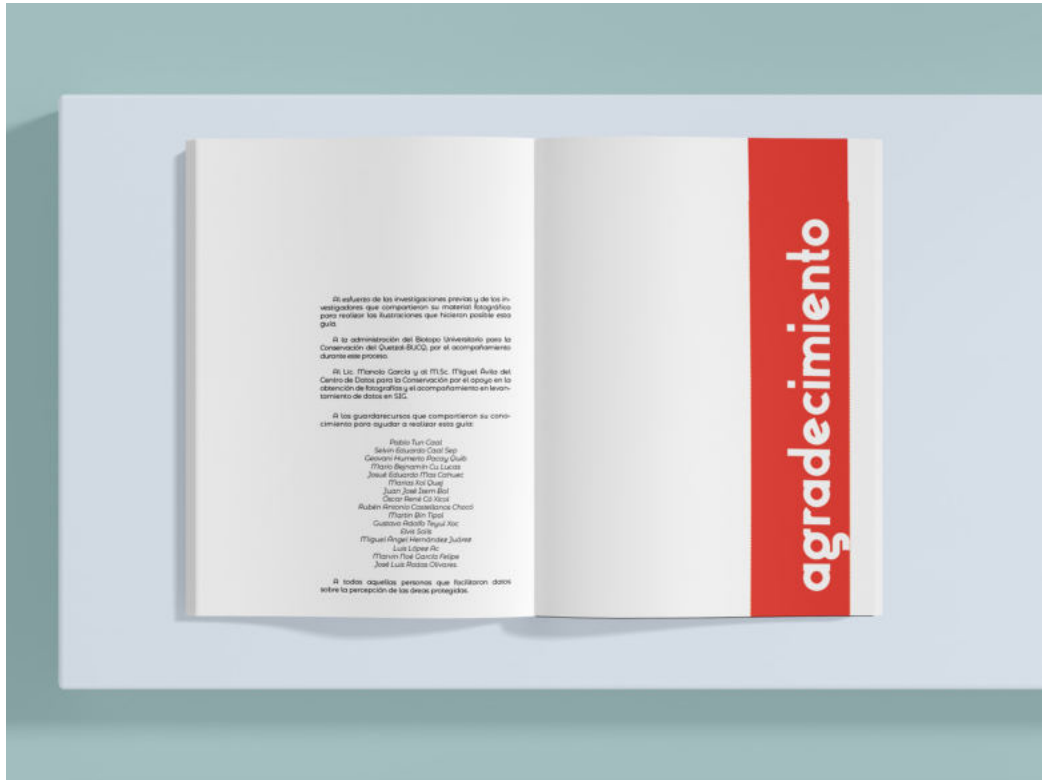 Al esfuerzo de las investigaciones previas y de los in-
vestigadores que compartieron su material fotográfico
para realizar las ilustraciones que hicieron posible esta
guía.
A la administración del Biotopo Universitario para la
Conservación del Quetzal-BUCQ, por el acompañamiento
durante este proceso.
Al Lic. Manolo García y al M.Sc. Miguel Ávila del
Centro de Datos para la Conservación por el apoyo en la
obtención de fotografías y el acompañamiento en levan-
tamiento de datos en SIG.
A los guardarecursos que compartieron su cono-
cimiento para ayudar a realizar esta guía:
Pablo Tun Caal
Selvin Eduardo Caal Sep
Geovani Humerto Pacay Quib
Mario Bejnamín Cu Lucas
Josué Eduardo Mas Cahuec
Matías Xol Quej
Juan José Isem Bol
Óscar René Có Xicol
Rubén Antonio Castellanos Chocó
Martín Bin Tipol
Gustavo Adolfo Teyul Xoc
Elvis Solís
Miguel Ángel Hernández Juárez
Luis López Ac
Marvin Noé García Felipe
José Luis Rodas Olivares
A todas aquellas personas que facilitaron datos
sobre la percepción de las áreas protegidas.
agradecimiento